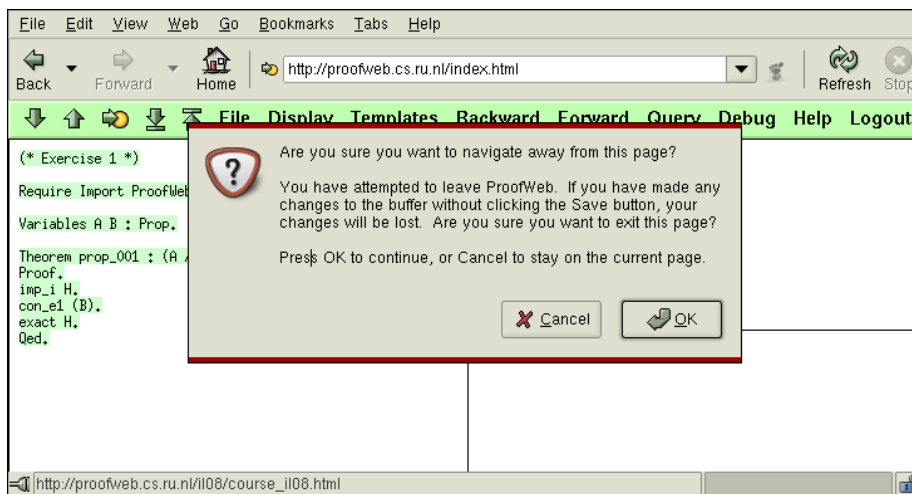 File Edit View Web Go Bookmarks Tabs Help
http://proofweb.cs.ru.nl/index.html
Back Forward Home Refresh Stop
File Display Templates Backward Forward Query Debug Help Logout
(* Exercise 1 *)
Require Import ProofWeb
Variables A B : Prop.
Theorem prop_001 : (A
Proof.
imp_i H.
con_e1 (B).
exact H.
Qed.
Are you sure you want to navigate away from this page?
You have attempted to leave ProofWeb. If you have made any
changes to the buffer without clicking the Save button, your
changes will be lost. Are you sure you want to exit this page?
Press OK to continue, or Cancel to stay on the current page.
Cancel OK
http://proofweb.cs.ru.nl/il08/course_il08.html